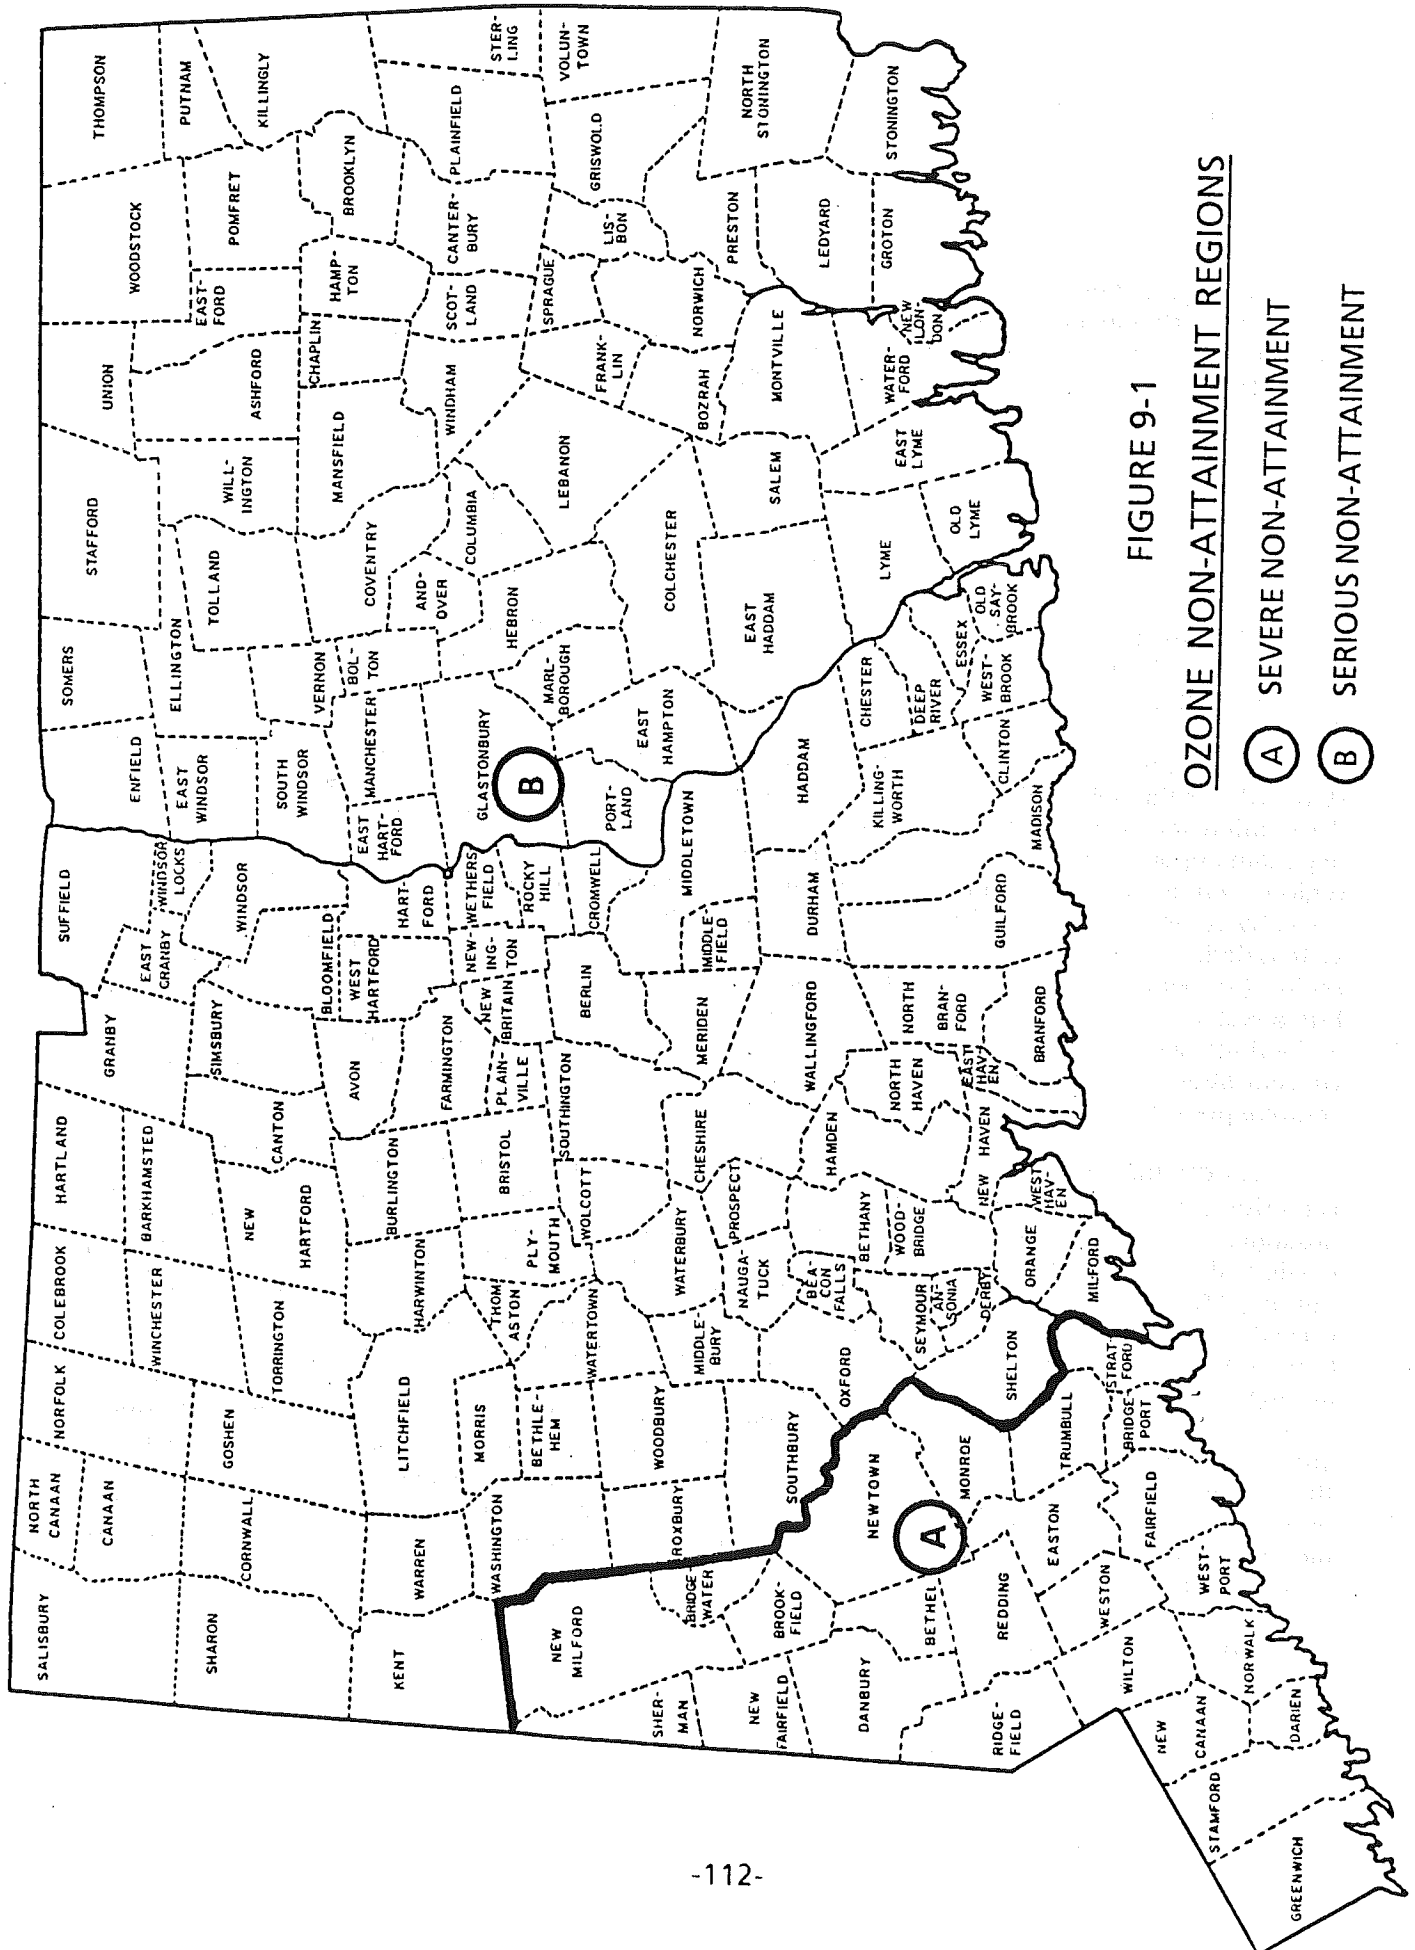 SALISBURY
NORTH
CANAAN
NORFOLK
COLEBROOK
HARTLAND
GRANBY
SUFFIELD
ENFIELD
SOMERS
STAFFORD
UNION
WOODSTOCK
THOMPSON
CANAAN
WINCHESTER
BARKHAMSTED
EAST
GRANBY
WINDSOR
LOCKS
EAST
WINDSOR
ELLINGTON
PUTNAM
SHARON
CORNWALL
GOSHEN
TORRINGTON
NEW
HARTFORD
CANTON
SIMSBURY
WINDSOR
SOUTH
WINDSOR
TOLLAND
WILL-
INGTON
ASHFORD
EAST-
FORD
POMFRET
KILLINGLY
KENT
WARREN
LITCHFIELD
HARWINTON
BURLINGTON
AVON
BLOOMFIELD
WEST
HARTFORD
HART-
FORD
EAST
HART-
FORD
MANCHESTER
VERNON
BOL-
TON
COVENTRY
MANSFIELD
CHAPLIN
HAMP-
TON
BROOKLYN
WASHINGTON
MORRIS
THOM
ASTON
PLY-
MOUTH
BRISTOL
FARMINGTON
PLAIN-
VILLE
NEW
BRITAIN
NEW-
ING-
TON
WETHERS
FIELD
ROCKY
HILL
GLASTONBURY
B
HEBRON
AND-
OVER
COLUMBIA
WINDHAM
SCOT-
LAND
CANTER-
BURY
PLAINFIELD
STER-
LING
NEW
MILFORD
BETHLE-
HEM
WATERTOWN
WOLCOTT
SOUTHINGTON
BERLIN
CROMWELL
PORT-
LAND
MARL-
BOROUGH
LEBANON
FRANK-
LIN
SPRAGUE
LIS-
BON
GRISWOLD
VOLUN-
TOWN
SHER-
MAN
BRIDGE-
WATER
ROXBURY
WOODBURY
MIDDLE-
BURY
WATERBURY
CHESHIRE
MERIDEN
MIDDLE-
FIELD
MIDDLETOWN
EAST
HAMPTON
COLCHESTER
BOZRAH
NORWICH
PRESTON
NORTH
STONINGTON
NEW
FAIRFIELD
BROOK-
FIELD
SOUTHBURY
NAUGA-
TUCK
PROSPECT
WALLINGFORD
DURHAM
HADDAM
EAST
HADDAM
SALEM
MONTVILLE
LEDYARD
DANBURY
BETHEL
NEWTOWN
A
OXFORD
BEA-
CON
FALLS
BETHANY
HAMDEN
NORTH
HAVEN
NORTH
BRAN-
FORD
KILLING-
WORTH
CHESTER
DEEP
RIVER
ESSEX
LYME
EAST
LYME
WATER-
FORD
NEW
LON-
DON
GROTON
STONINGTON
RIDGE-
FIELD
REDDING
MONROE
SHELTON
SEYMOUR
AN-
SONIA
DERBY
WOOD-
BRIDGE
NEW
HAVEN
EAST
HAV-
EN
BRANFORD
GUILFORD
MADISON
CLINTON
WEST-
BROOK
OLD
SAY-
BROOK
OLD
LYME
WILTON
WESTON
EASTON
TRUMBULL
STRAT-
FORD
MILFORD
ORANGE
WEST
HAV-
EN
NEW
CANAAN
NORWALK
WEST-
PORT
FAIRFIELD
BRIDGE-
PORT
STAMFORD
DARIEN
GREENWICH
FIGURE 9-1
OZONE NON-ATTAINMENT REGIONS
A SEVERE NON-ATTAINMENT
B SERIOUS NON-ATTAINMENT
-112-